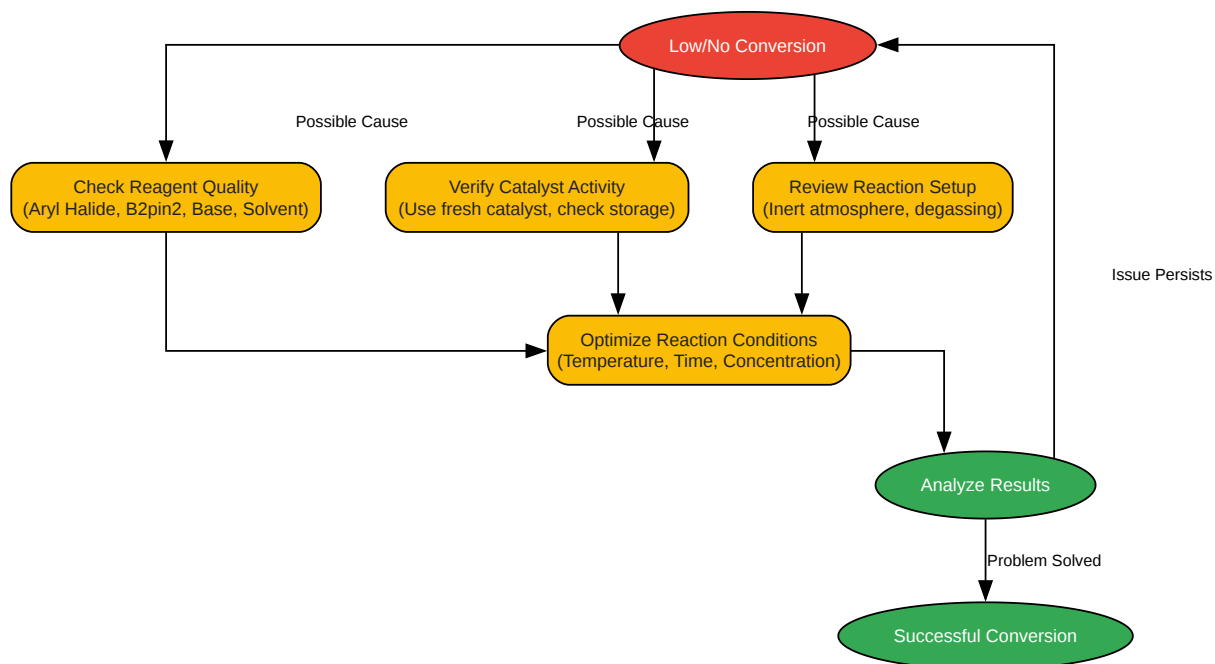 Low/No Conversion
Possible Cause
Possible Cause
Possible Cause
Check Reagent Quality
(Aryl Halide, B2pin2, Base, Solvent)
Verify Catalyst Activity
(Use fresh catalyst, check storage)
Review Reaction Setup
(Inert atmosphere, degassing)
Issue Persists
Optimize Reaction Conditions
(Temperature, Time, Concentration)
Analyze Results
Problem Solved
Successful Conversion